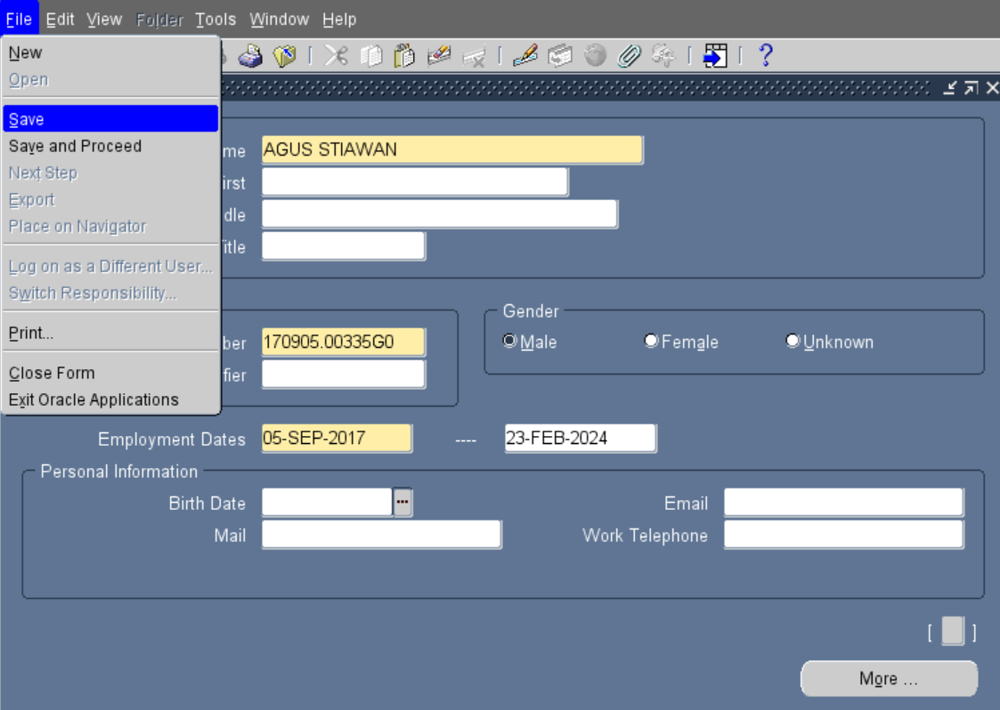 File Edit View Folder Tools Window Help
New
Open
Save
Save and Proceed
Next Step
Export
Place on Navigator
Log on as a Different User...
Switch Responsibility...
Print...
Close Form
Exit Oracle Applications
?
me AGUS STIAWAN
irst
dle
itle
ber 170905.00335G0
fier
Gender
Male Female Unknown
Employment Dates 05-SEP-2017 ---- 23-FEB-2024
Personal Information
Birth Date ... Email
Mail Work Telephone
[ ]
More ...